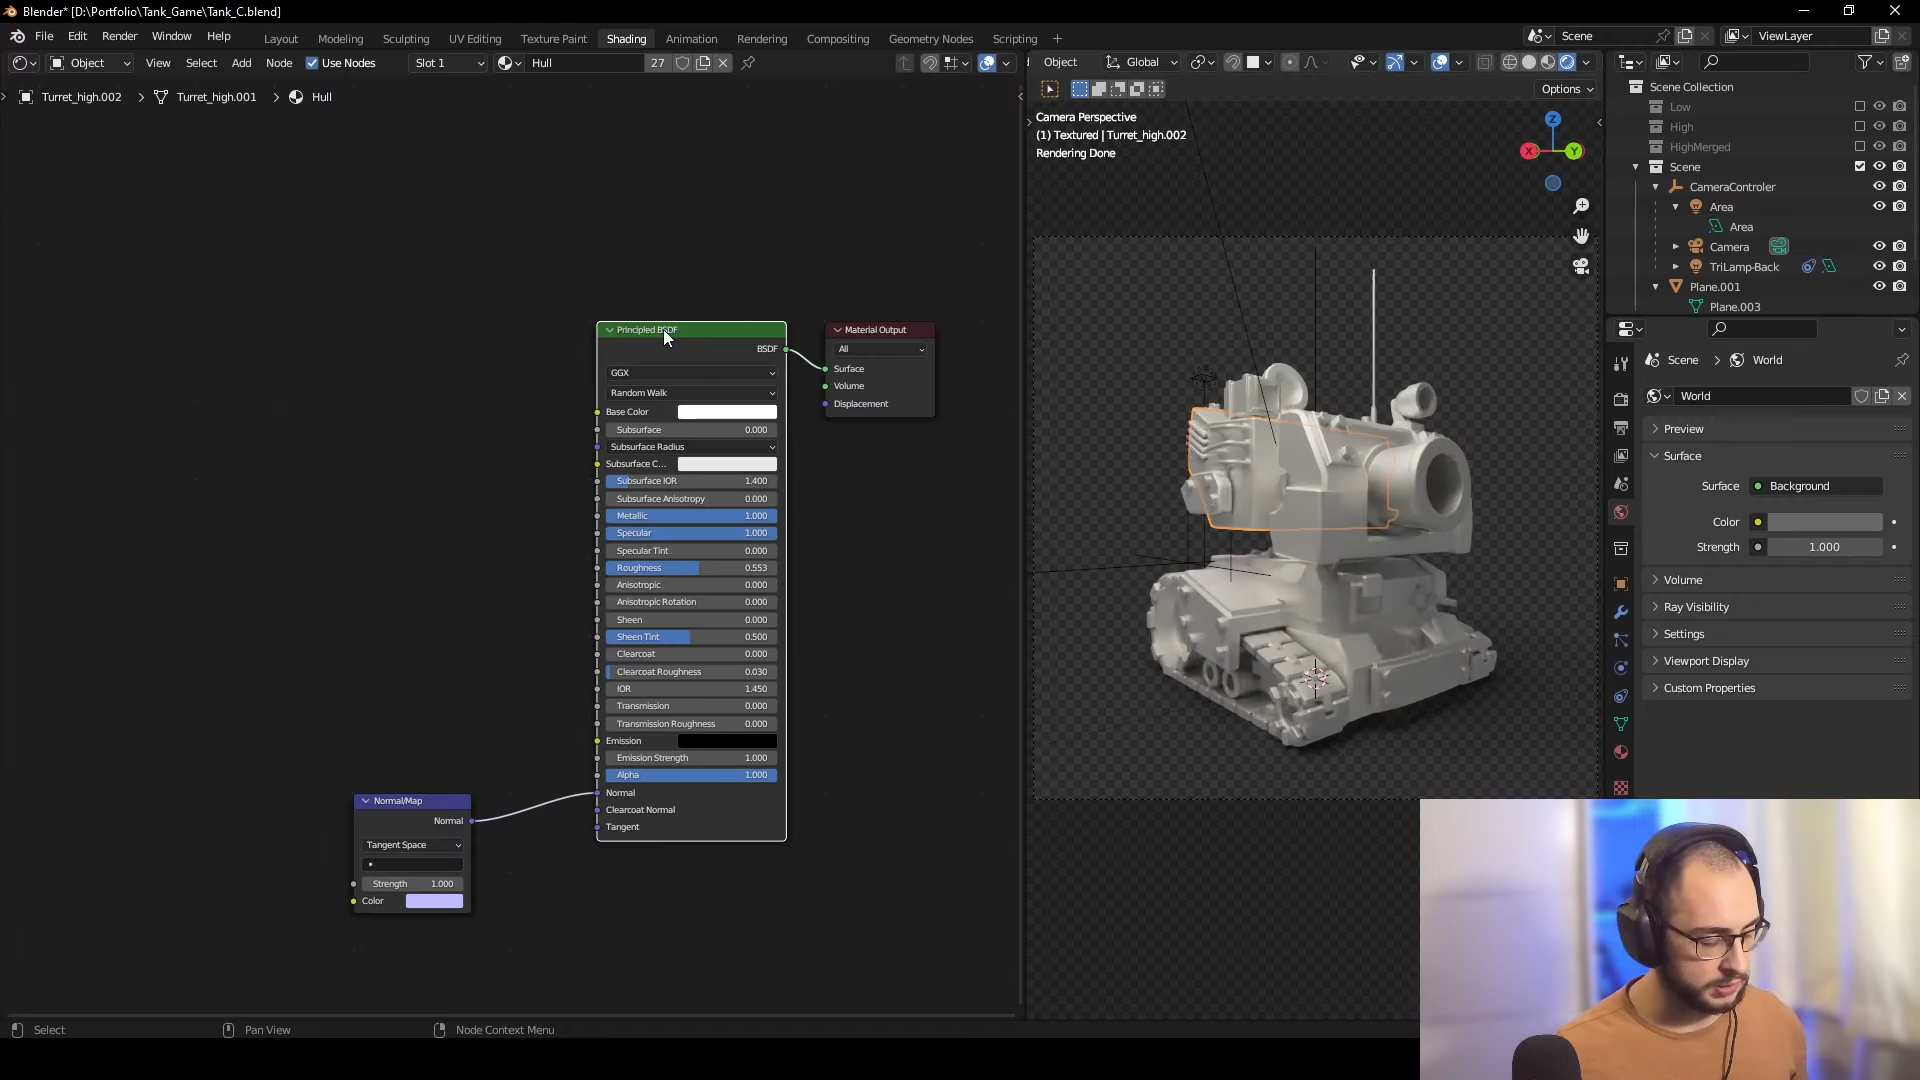 Blender* [D:\Portfolio\Tank_Game\Tank_C.blend]
File Edit Render Window Help
Layout Modeling Sculpting UV Editing Texture Paint Shading Animation Rendering Compositing Geometry Nodes Scripting
Scene
ViewLayer
Object View Select Add Node Use Nodes Slot 1 Hull 27
Object Global
Turret_high.002 Turret_high.001 Hull
Options
Camera Perspective
(1) Textured | Turret_high.002
Rendering Done
Z
X
Y
Scene Collection
Low
High
HighMerged
Scene
CameraControler
Area
Area
Camera
TriLamp-Back
Plane.001
Plane.003
Principled BSDF
BSDF
GGX
Random Walk
Base Color
Subsurface 0.000
Subsurface Radius
Subsurface C...
Subsurface IOR 1.400
Subsurface Anisotropy 0.000
Metallic 1.000
Specular 1.000
Specular Tint 0.000
Roughness 0.553
Anisotropic 0.000
Anisotropic Rotation 0.000
Sheen 0.000
Sheen Tint 0.500
Clearcoat 0.000
Clearcoat Roughness 0.030
IOR 1.450
Transmission 0.000
Transmission Roughness 0.000
Emission
Emission Strength 1.000
Alpha 1.000
Normal
Clearcoat Normal
Tangent
Material Output
All
Surface
Volume
Displacement
Normal/Map
Normal
Tangent Space
Strength 1.000
Color
Scene World
World
Preview
Surface
Surface Background
Color
Strength 1.000
Volume
Ray Visibility
Settings
Viewport Display
Custom Properties
Select
Pan View
Node Context Menu